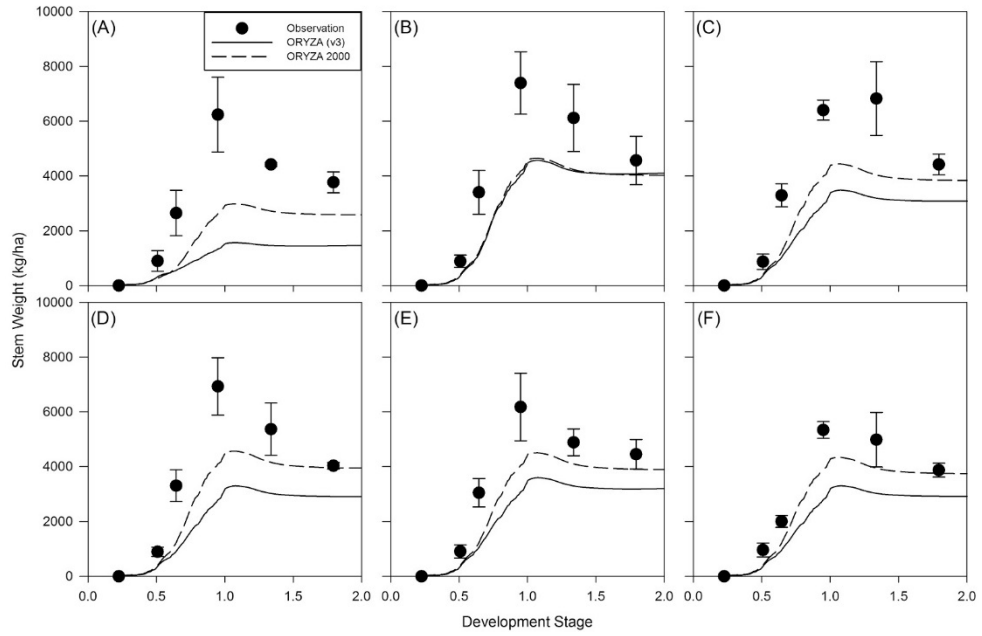 (A)
Observation
ORYZA (v3)
ORYZA 2000
(B)
(C)
10000
8000
6000
4000
2000
0
(D)
(E)
(F)
10000
8000
6000
4000
2000
0
Stem Weight (kg/ha)
0.0 0.5 1.0 1.5 2.0
0.0 0.5 1.0 1.5 2.0
0.0 0.5 1.0 1.5 2.0
Development Stage